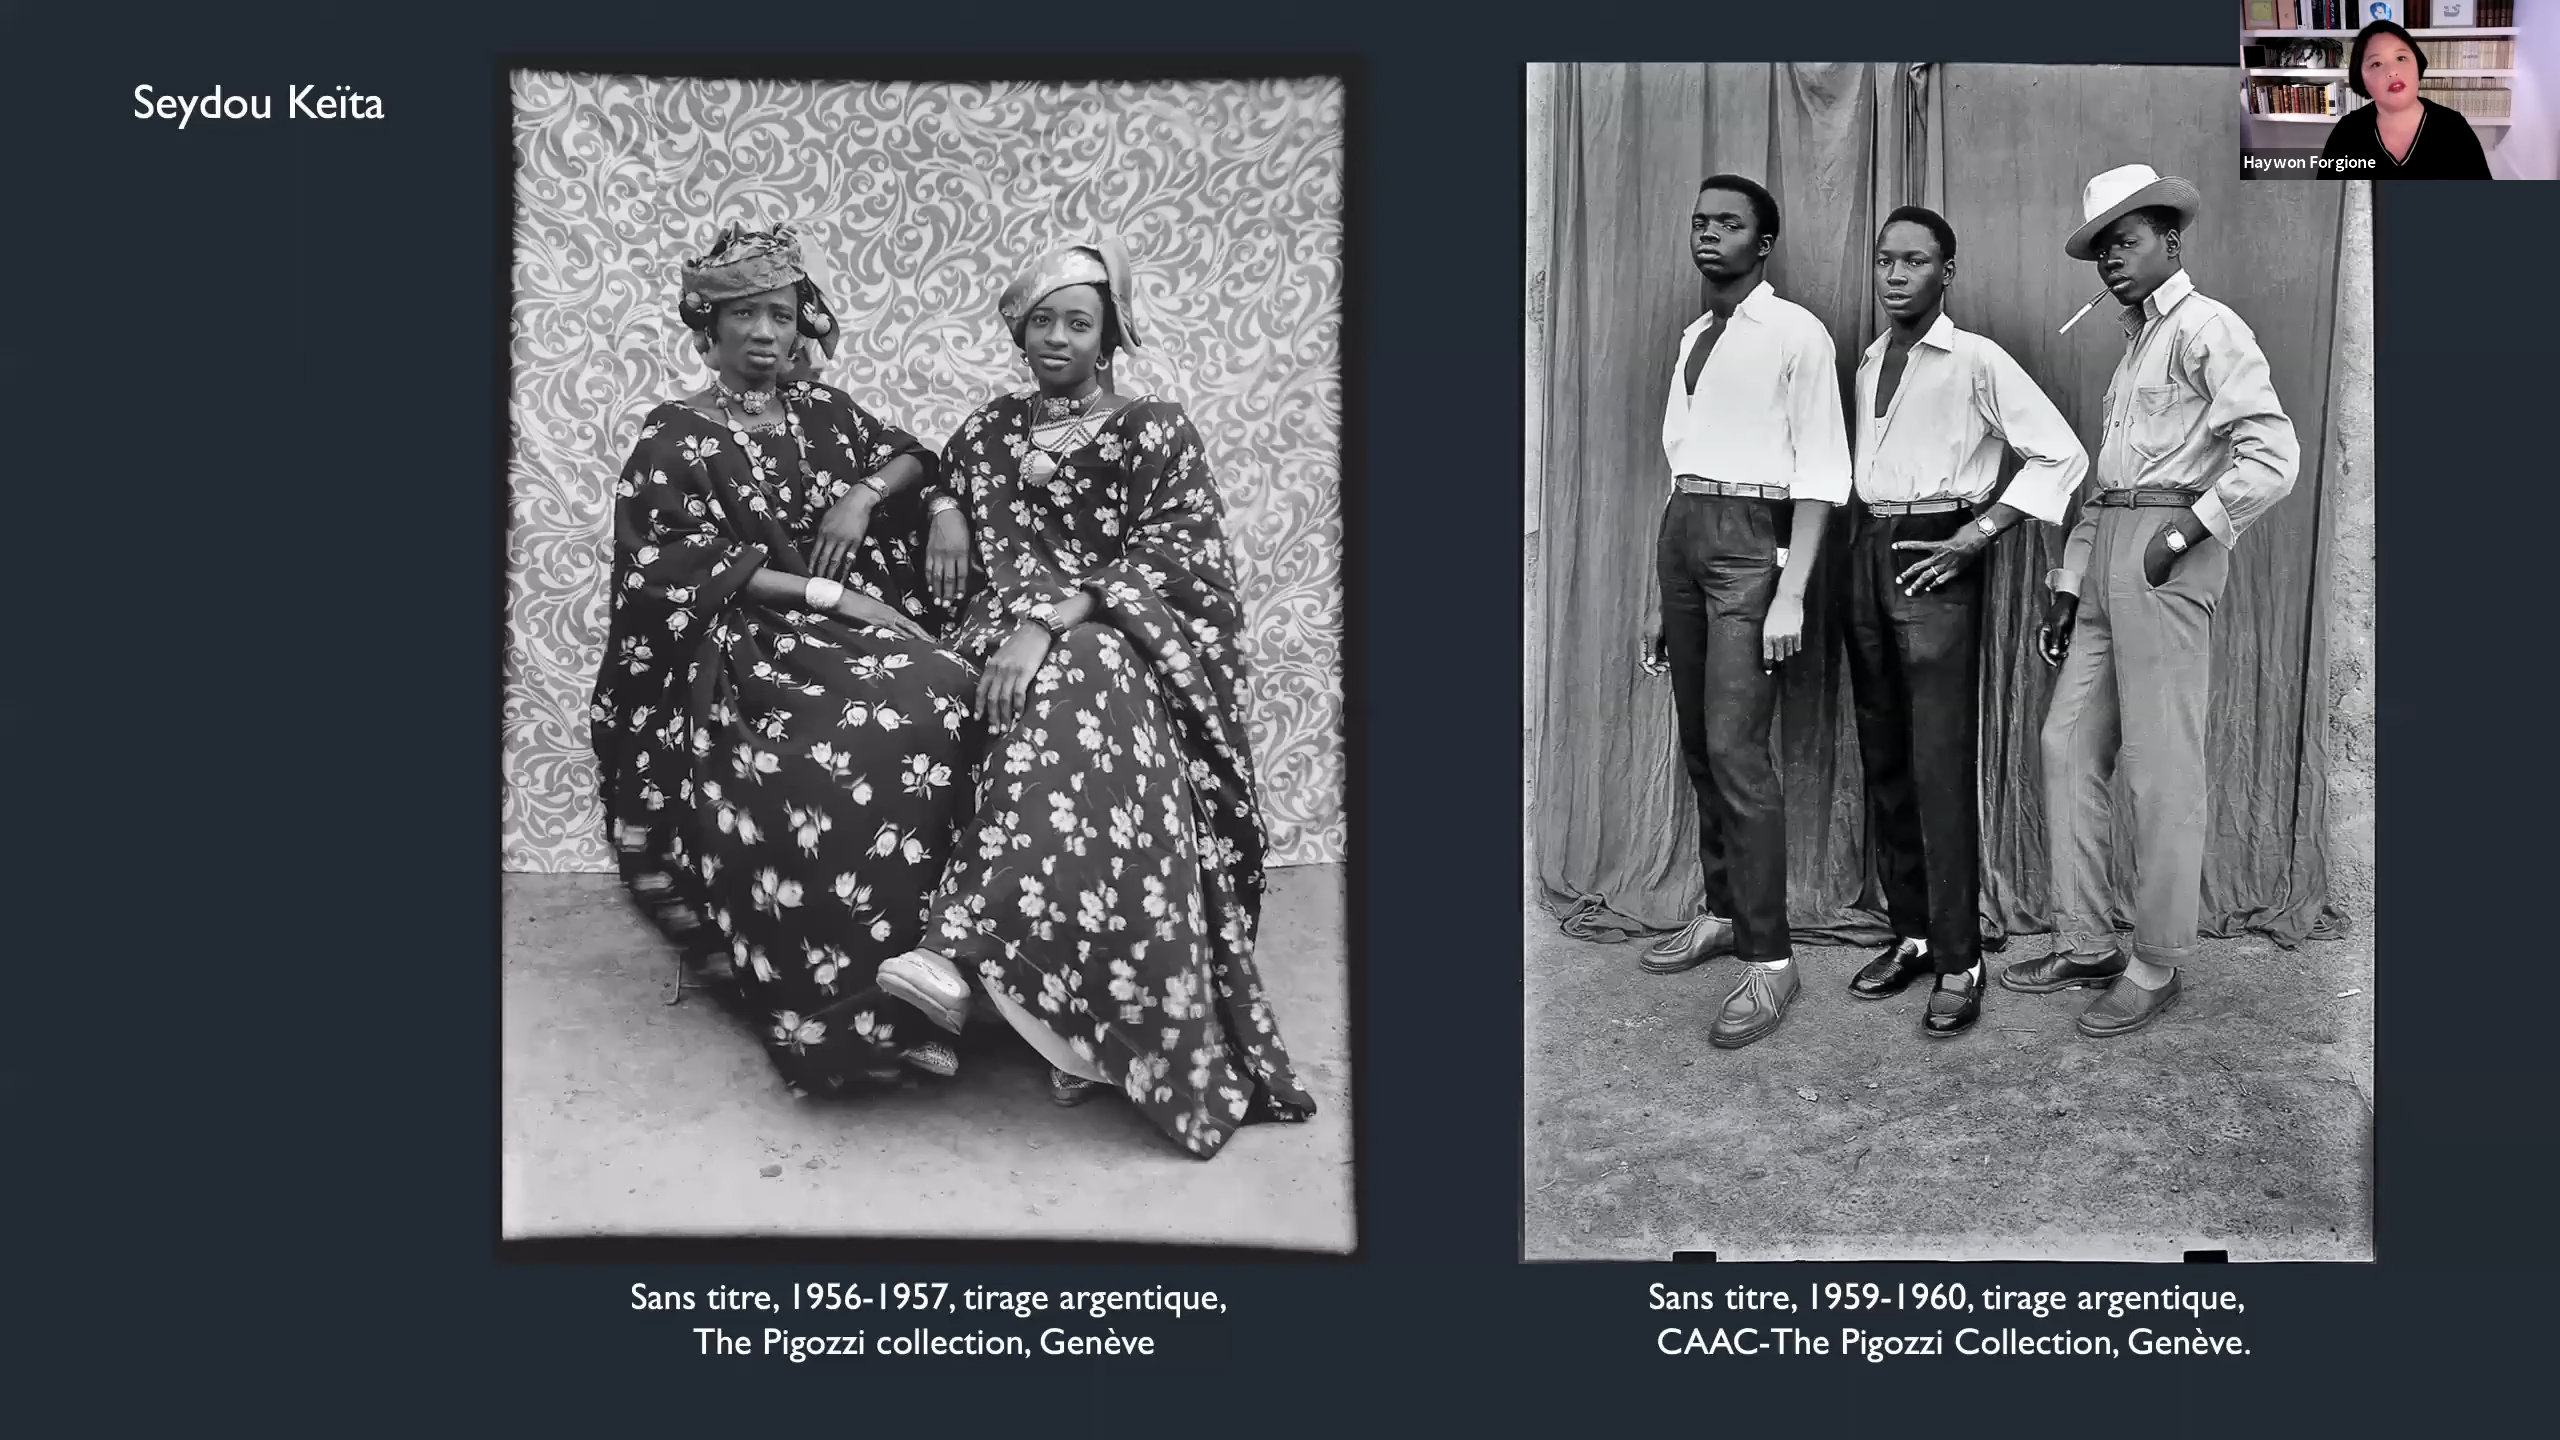 Seydou Keïta
Haywon Forgione
Sans titre, 1956-1957, tirage argentique,
The Pigozzi collection, Genève
Sans titre, 1959-1960, tirage argentique,
CAAC-The Pigozzi Collection, Genève.